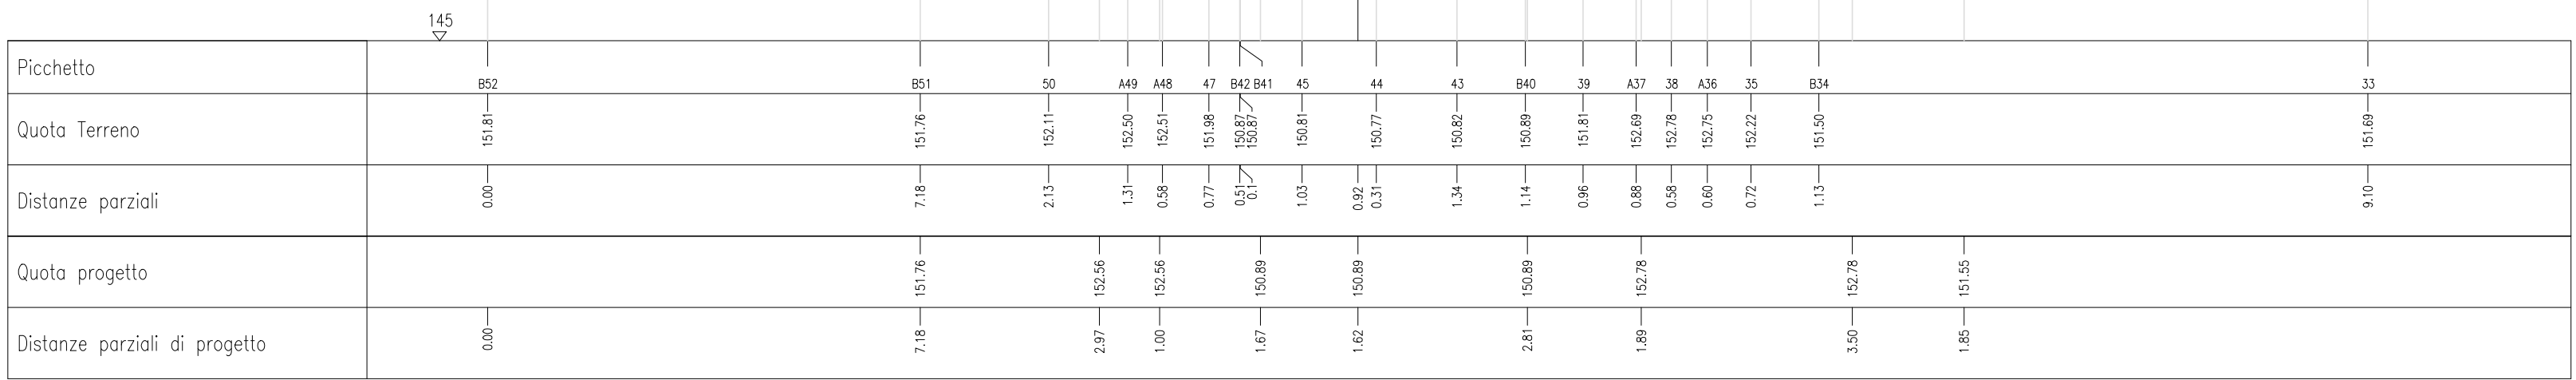 145
Picchetto
B52 B51 50 A49 A48 47 B42 B41 45 44 43 B40 39 A37 38 A36 35 B34 33
Quota Terreno
151.81 151.76 152.11 152.50 152.51 151.98 150.87 150.87 150.81 150.77 150.82 150.89 151.81 152.69 152.78 152.75 152.22 151.50 151.69
Distanze parziali
0.00 7.18 2.13 1.31 0.58 0.77 0.51 0.1 1.03 0.92 0.31 1.34 1.14 0.96 0.88 0.58 0.60 0.72 1.13 9.10
Quota progetto
151.76 152.56 152.56 150.89 150.89 150.89 152.78 152.78 151.55
Distanze parziali di progetto
0.00 7.18 2.97 1.00 1.67 1.62 2.81 1.89 3.50 1.85